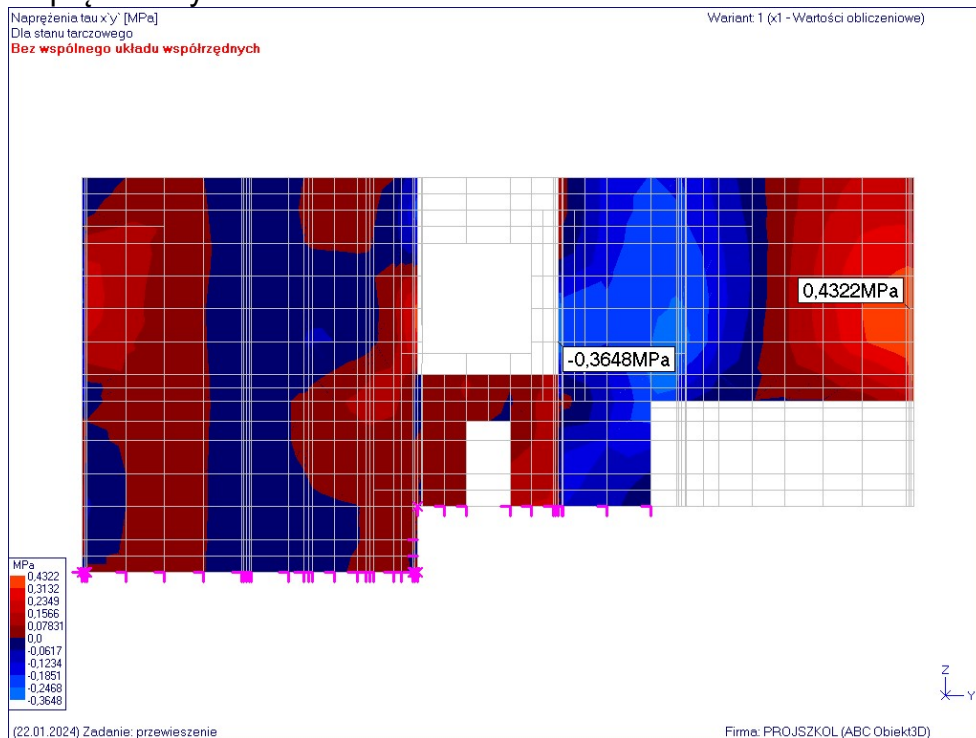 Naprężenia tau x`y` [MPa]
Wariant: 1 (x1 - Wartości obliczeniowe)
Dla stanu tarczowego
Bez wspólnego układu współrzędnych
0,4322MPa
-0,3648MPa
MPa
0,4322
0,3132
0,2349
0,1566
0,07831
0,0
-0,0617
-0,1234
-0,1851
-0,2468
-0,3648
Z
Y
(22.01.2024) Zadanie: przewieszenie
Firma: PROJSZKOL (ABC Obiekt3D)